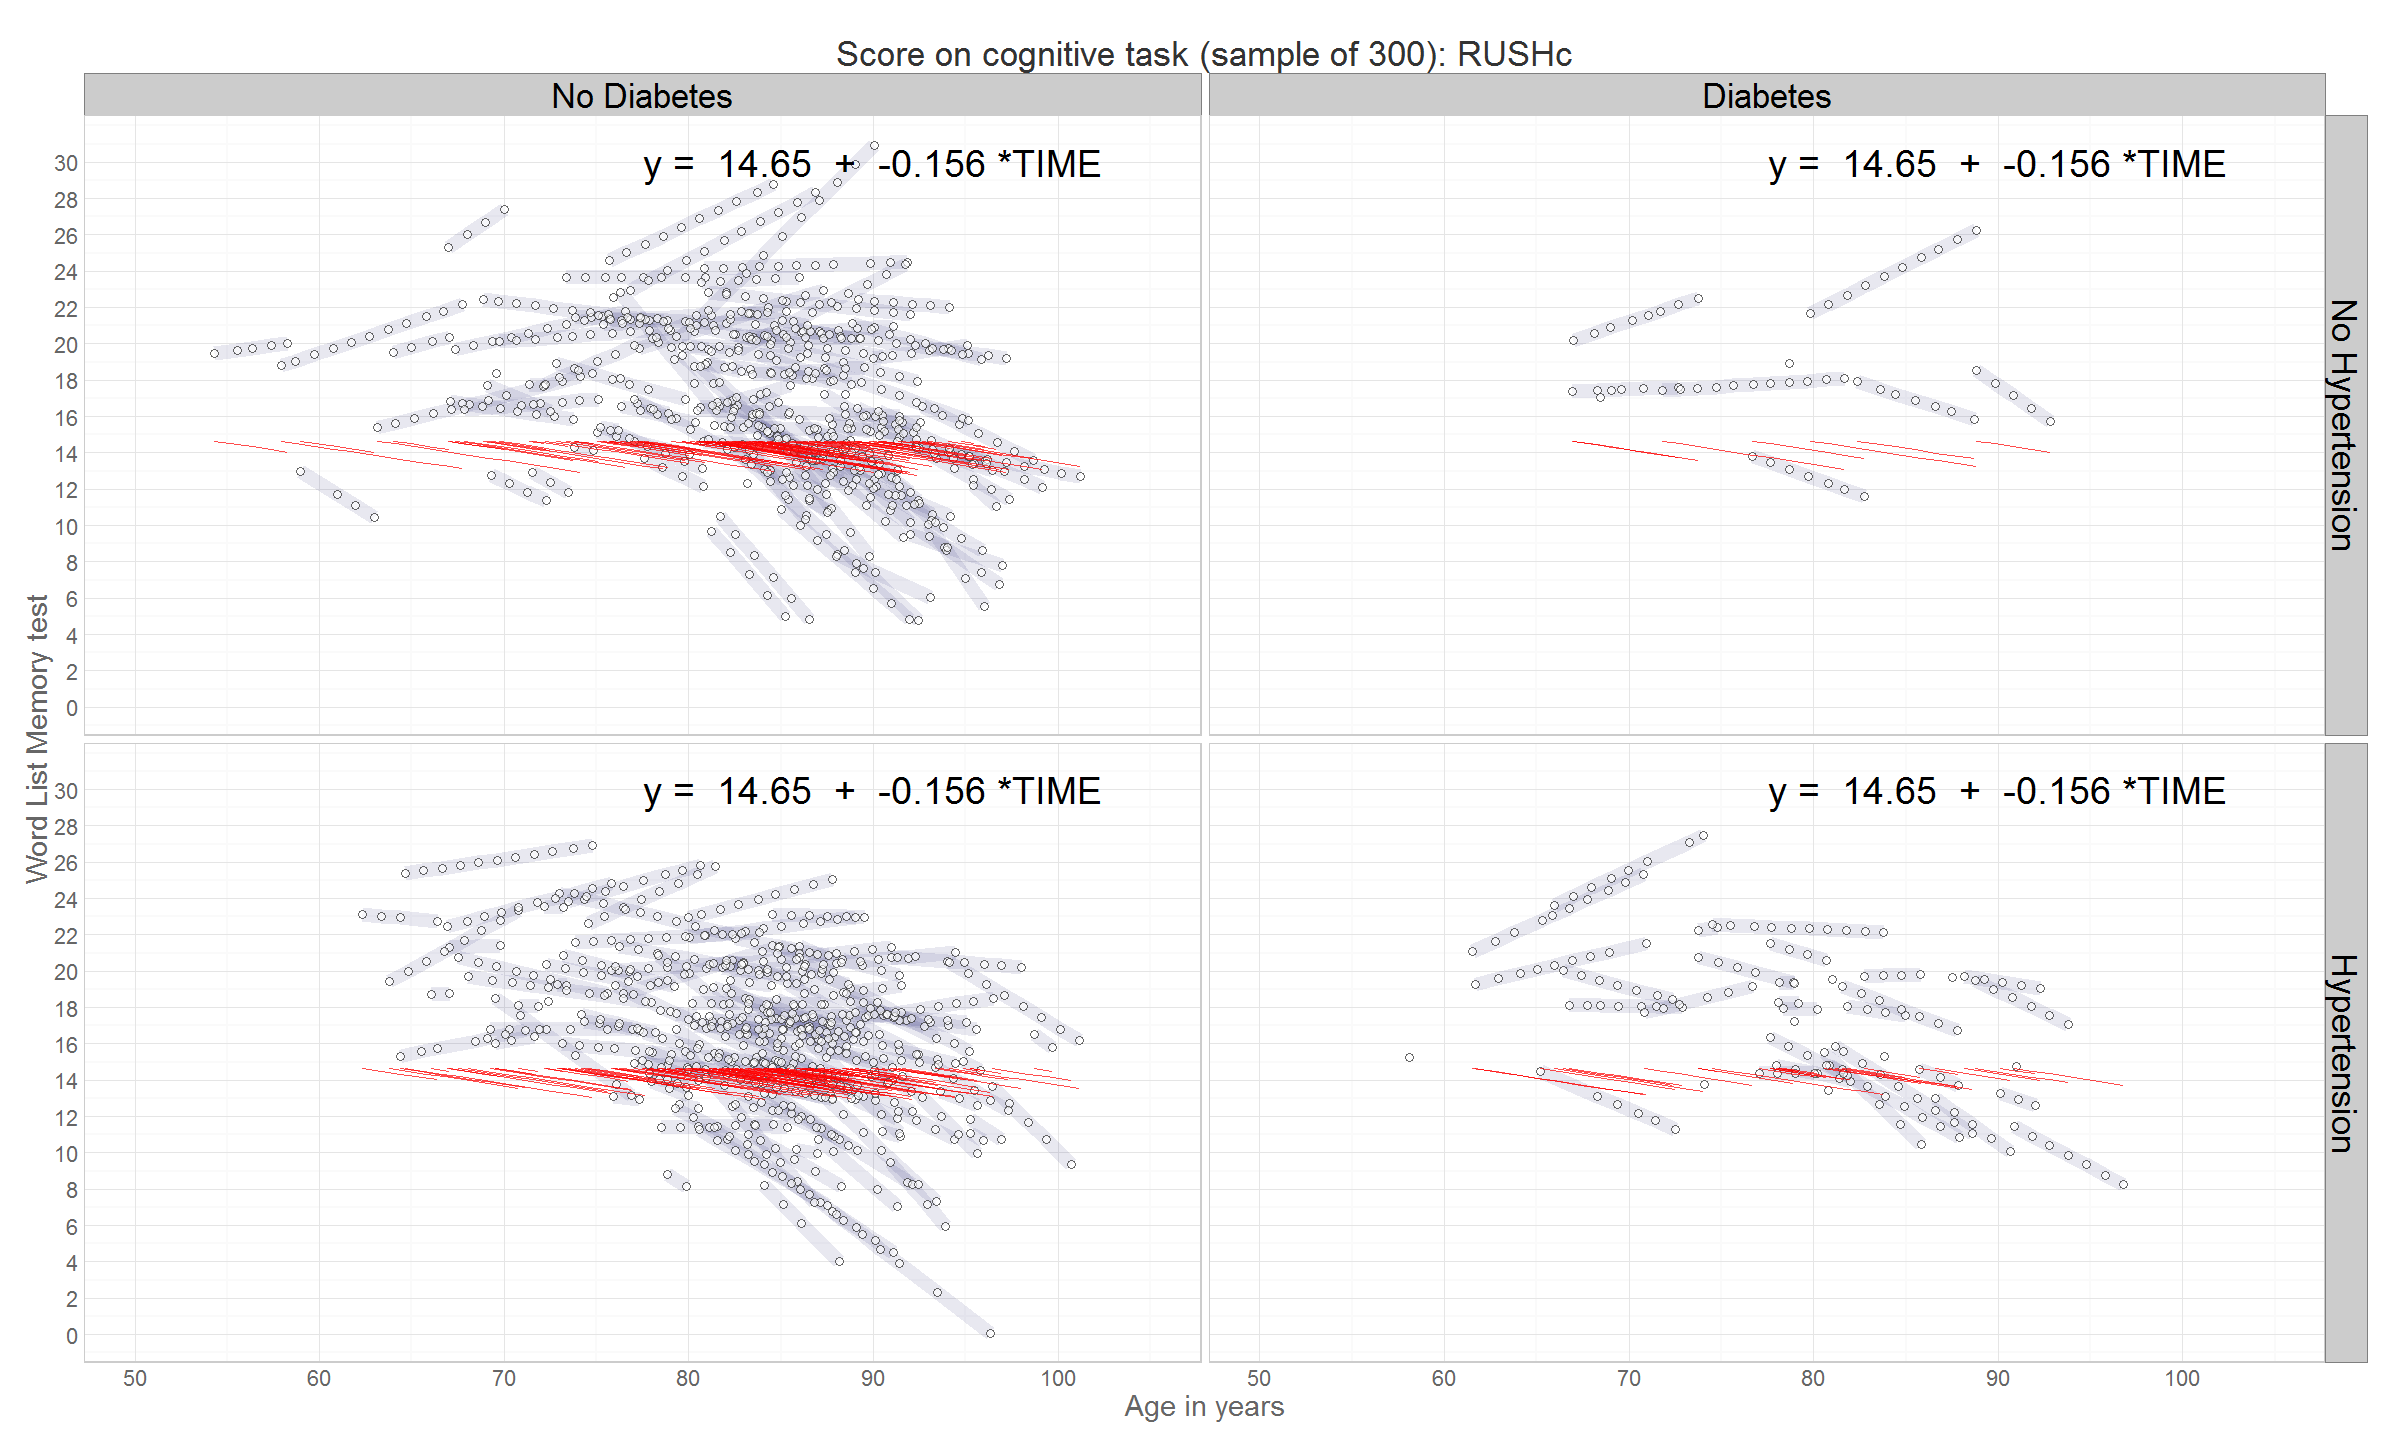 Score on cognitive task (sample of 300): RUSHc
No Diabetes
Diabetes
y = 14.65 + -0.156 *TIME
y = 14.65 + -0.156 *TIME
No Hypertension
30
28
26
24
22
20
18
16
14
12
10
8
6
4
2
0
Word List Memory test
y = 14.65 + -0.156 *TIME
y = 14.65 + -0.156 *TIME
Hypertension
30
28
26
24
22
20
18
16
14
12
10
8
6
4
2
0
50 60 70 80 90 100
50 60 70 80 90 100
Age in years